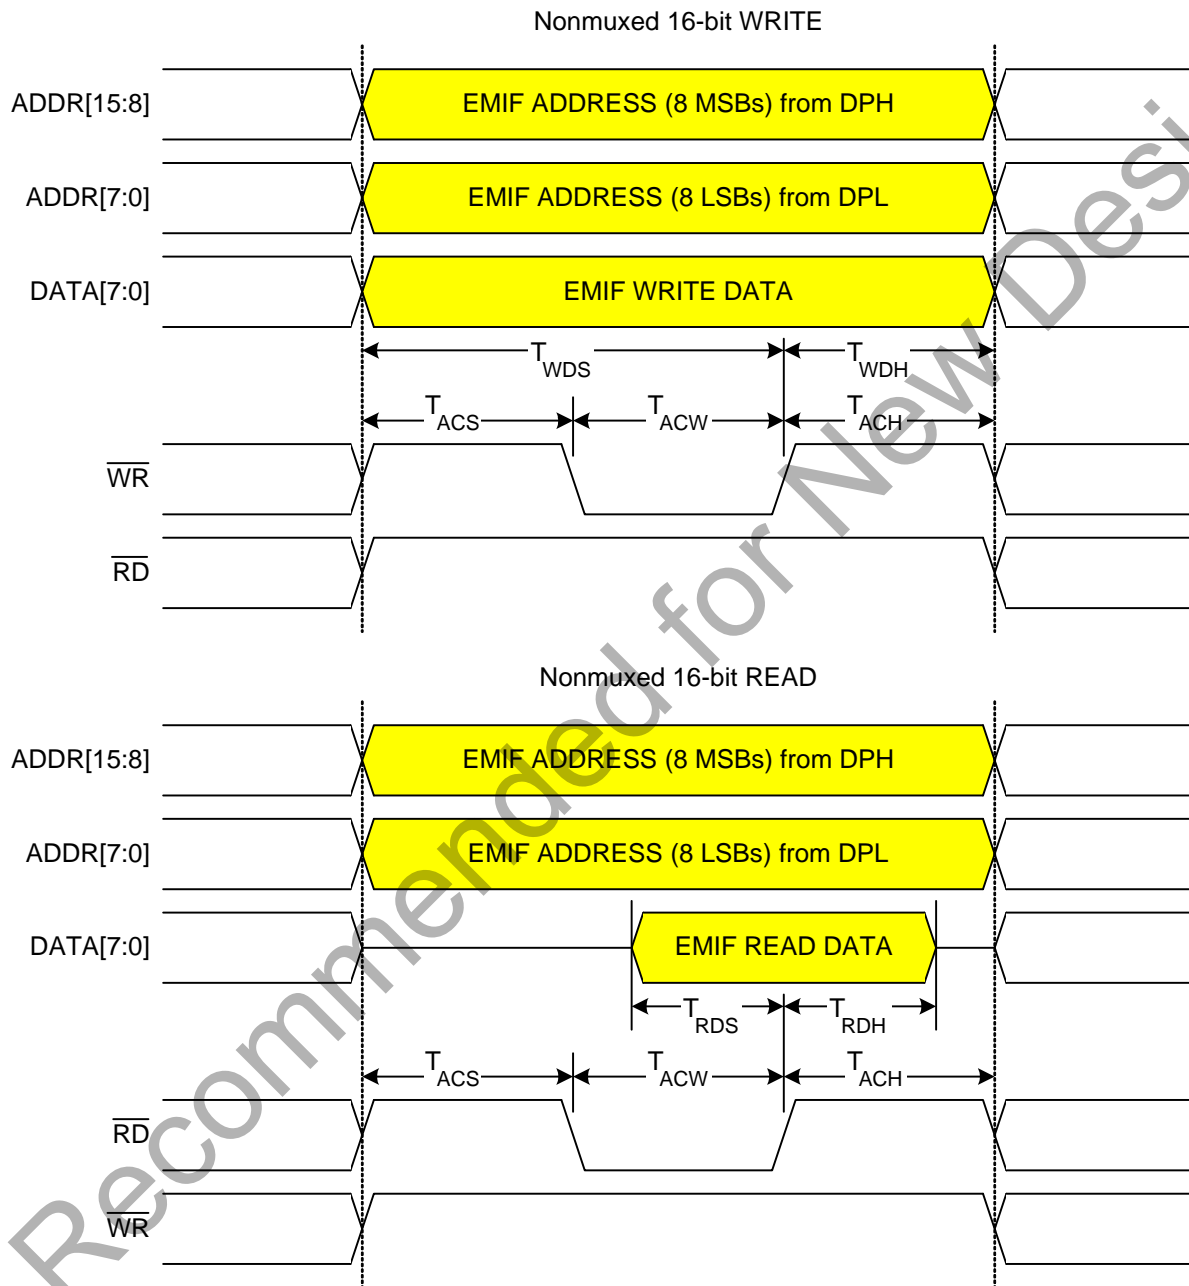 Nonmuxed 16-bit WRITE
ADDR[15:8] EMIF ADDRESS (8 MSBs) from DPH
ADDR[7:0] EMIF ADDRESS (8 LSBs) from DPL
DATA[7:0] EMIF WRITE DATA
TWDS TWDH
TACS TACW TACH
WR
RD
Nonmuxed 16-bit READ
ADDR[15:8] EMIF ADDRESS (8 MSBs) from DPH
ADDR[7:0] EMIF ADDRESS (8 LSBs) from DPL
DATA[7:0] EMIF READ DATA
TRDS TRDH
TACS TACW TACH
RD
WR
Recommended for New Desi